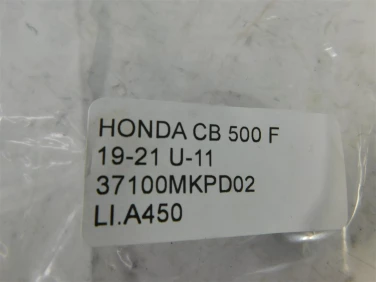 HONDA CB 500 F
19-21 U-11
37100MKPD02
LI.A450